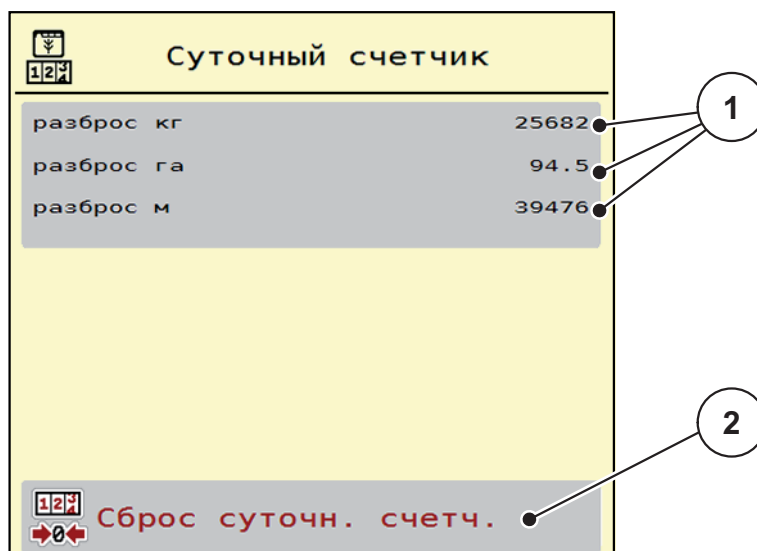 Суточный счетчик
разброс кг 25682
1
разброс га 94.5
разброс м 39476
2
Сброс суточн. счетч.